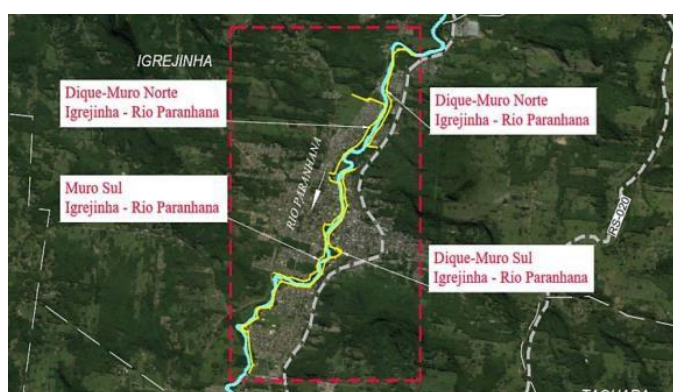 IGREJINHA
Dique-Muro Norte
Igrejinha - Rio Paranhana
Dique-Muro Norte
Igrejinha - Rio Paranhana
RIO PARANHANA
Muro Sul
Igrejinha - Rio Paranhana
RS-020
Dique-Muro Sul
Igrejinha - Rio Paranhana
TAQUARA